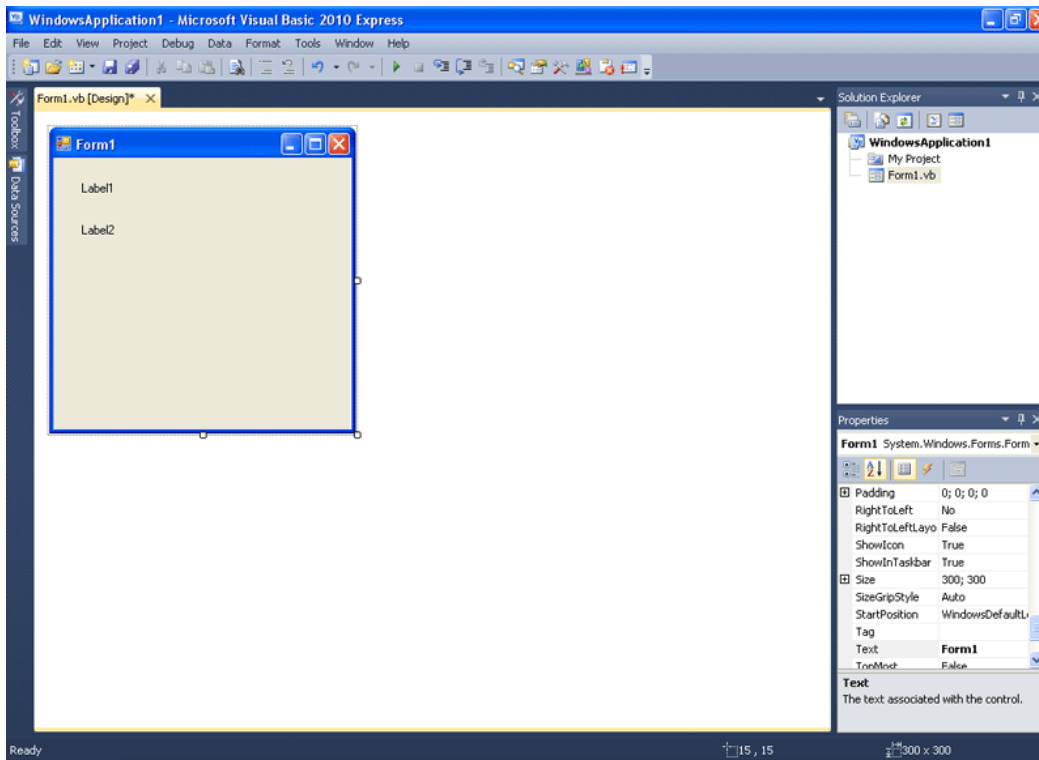 WindowsApplication1 - Microsoft Visual Basic 2010 Express
File Edit View Project Debug Data Format Tools Window Help
Toolbox
Data Sources
Form1.vb [Design]*
Form1
Label1
Label2
Solution Explorer
WindowsApplication1
My Project
Form1.vb
Properties
Form1 System.Windows.Forms.Form
Padding 0; 0; 0; 0
RightToLeft No
RightToLeftLayo False
ShowIcon True
ShowInTaskbar True
Size 300; 300
SizeGripStyle Auto
StartPosition WindowsDefaultL
Tag
Text Form1
TopMost False
Text
The text associated with the control.
Ready 15 , 15 300 x 300